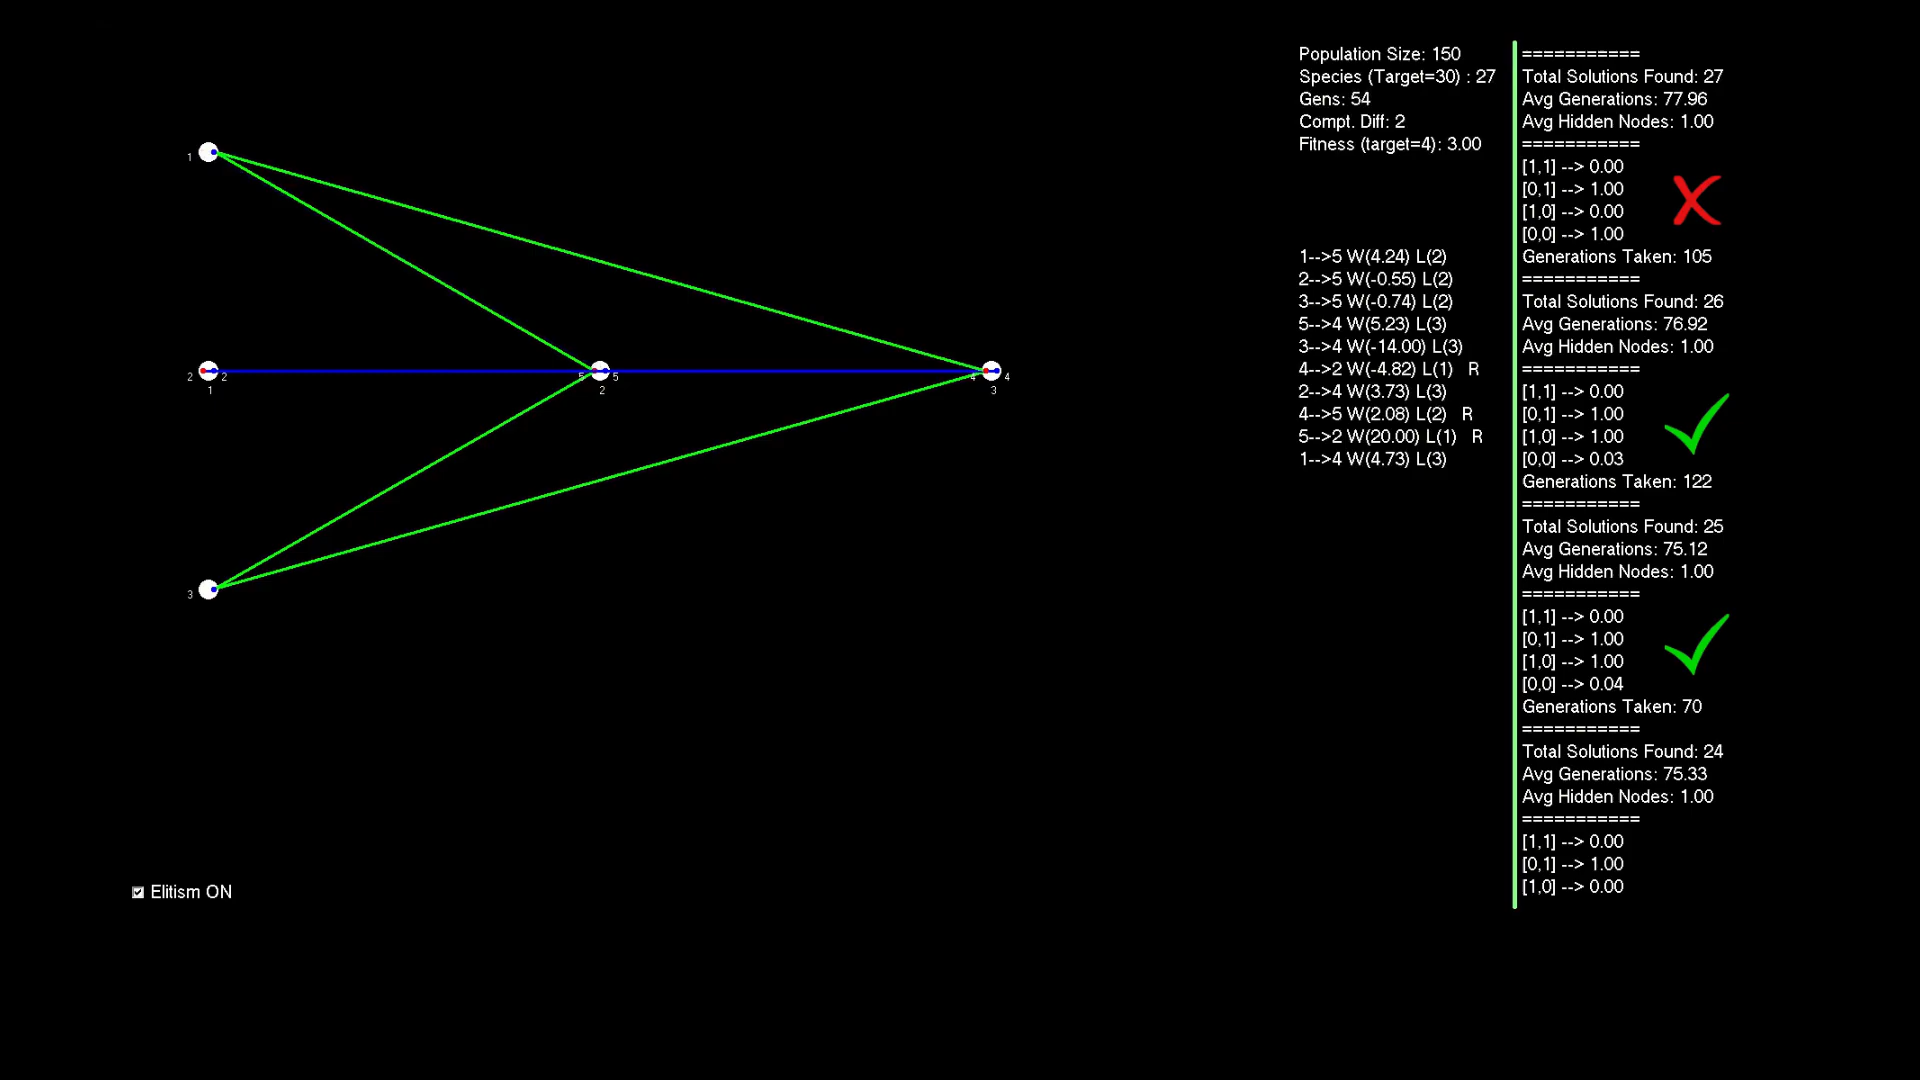 1
2
2
1
5
5
2
4
4
3
3
Elitism ON
Population Size: 150
Species (Target=30) : 27
Gens: 54
Compt. Diff: 2
Fitness (target=4): 3.00
1-->5 W(4.24) L(2)
2-->5 W(-0.55) L(2)
3-->5 W(-0.74) L(2)
5-->4 W(5.23) L(3)
3-->4 W(-14.00) L(3)
4-->2 W(-4.82) L(1) R
2-->4 W(3.73) L(3)
4-->5 W(2.08) L(2) R
5-->2 W(20.00) L(1) R
1-->4 W(4.73) L(3)
===========
Total Solutions Found: 27
Avg Generations: 77.96
Avg Hidden Nodes: 1.00
===========
[1,1] --> 0.00
[0,1] --> 1.00
[1,0] --> 0.00
[0,0] --> 1.00
Generations Taken: 105
===========
Total Solutions Found: 26
Avg Generations: 76.92
Avg Hidden Nodes: 1.00
===========
[1,1] --> 0.00
[0,1] --> 1.00
[1,0] --> 1.00
[0,0] --> 0.03
Generations Taken: 122
===========
Total Solutions Found: 25
Avg Generations: 75.12
Avg Hidden Nodes: 1.00
===========
[1,1] --> 0.00
[0,1] --> 1.00
[1,0] --> 1.00
[0,0] --> 0.04
Generations Taken: 70
===========
Total Solutions Found: 24
Avg Generations: 75.33
Avg Hidden Nodes: 1.00
===========
[1,1] --> 0.00
[0,1] --> 1.00
[1,0] --> 0.00